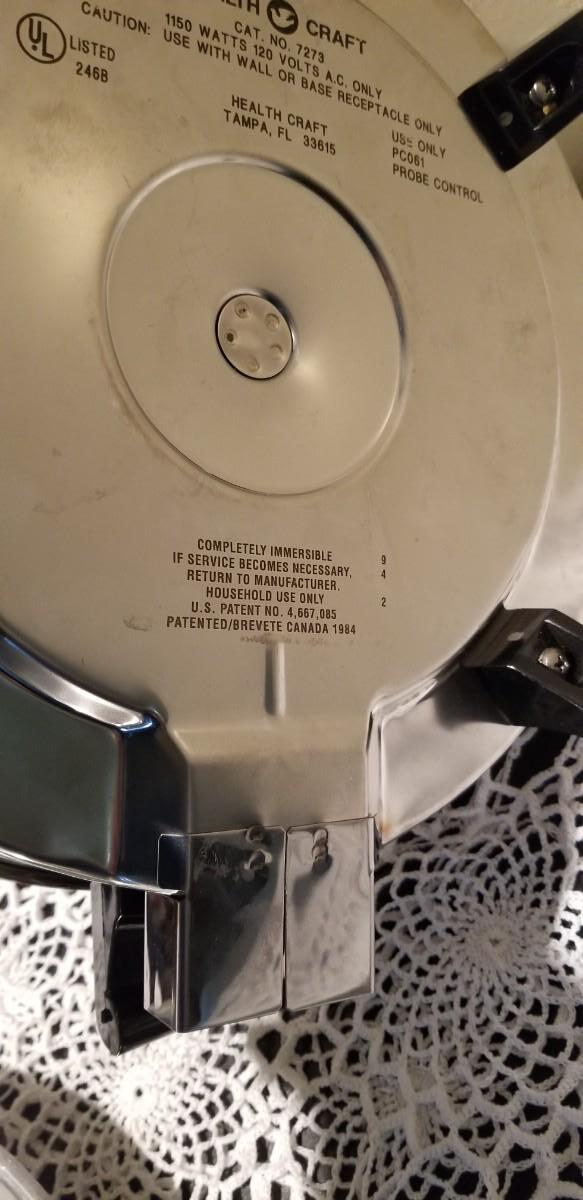 CRAFT
CAT. NO. 7273
CAUTION: 1150 WATTS 120 VOLTS A.C. ONLY
USE WITH WALL OR BASE RECEPTACLE ONLY
UL
LISTED
246B
HEALTH CRAFT
TAMPA, FL 33615
USE ONLY
PC061
PROBE CONTROL
COMPLETELY IMMERSIBLE
IF SERVICE BECOMES NECESSARY,
RETURN TO MANUFACTURER.
HOUSEHOLD USE ONLY
U.S. PATENT NO. 4,667,085
PATENTED/BREVETE CANADA 1984
9
4
2